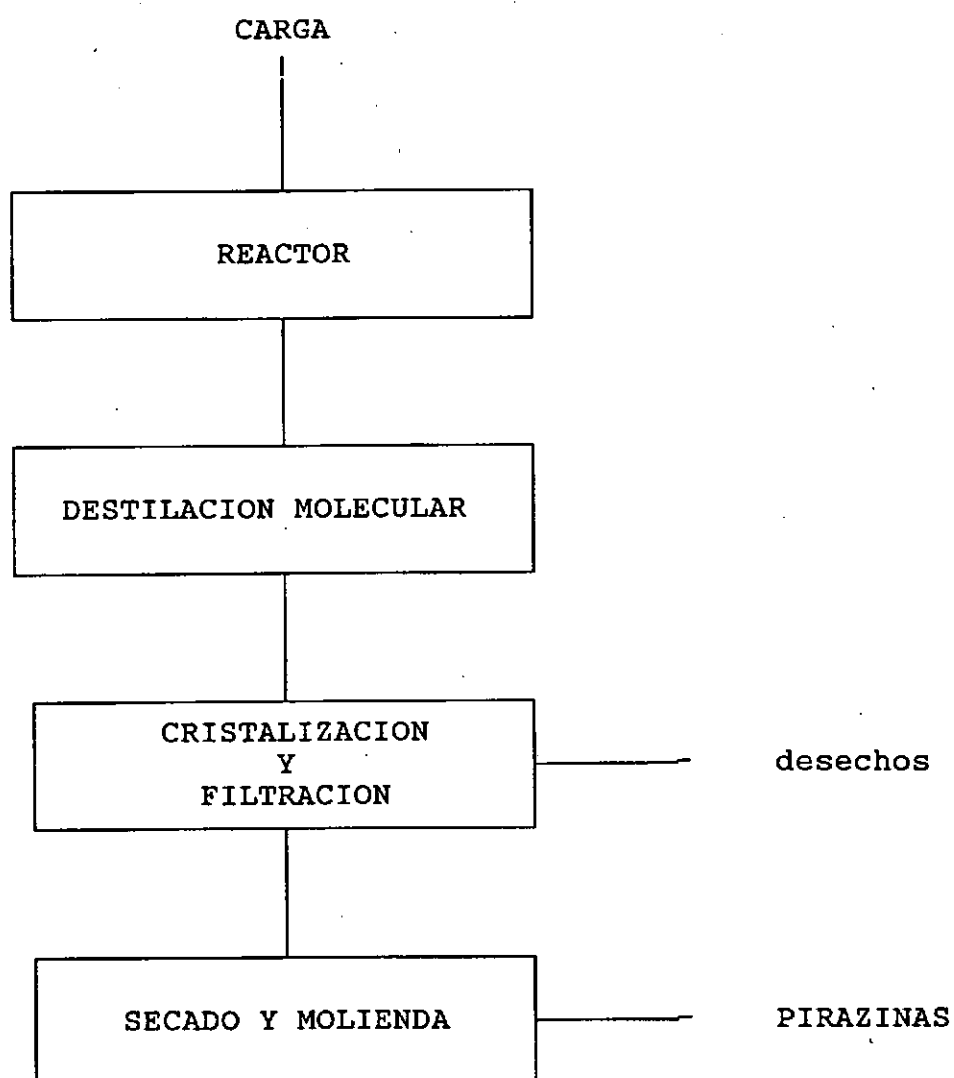 CARGA
REACTOR
DESTILACION MOLECULAR
CRISTALIZACION
Y
FILTRACION
desechos
SECADO Y MOLIENDA
PIRAZINAS